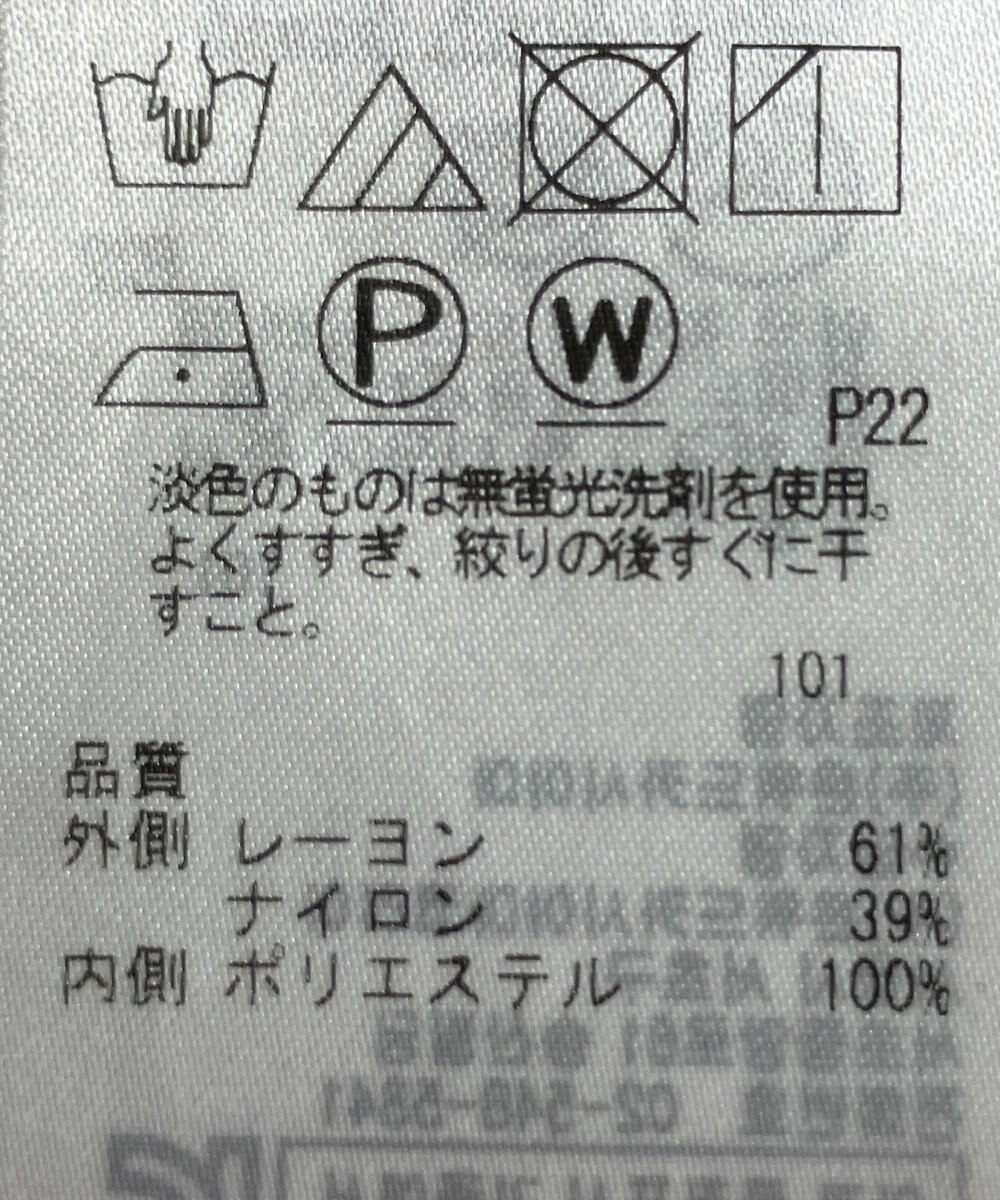 P
W
P22
淡色のものは無蛍光洗剤を使用。
よくすすぎ、絞りの後すぐに干
すこと。
101
品質
外側 レーヨン 61%
ナイロン 39%
内側 ポリエステル 100%